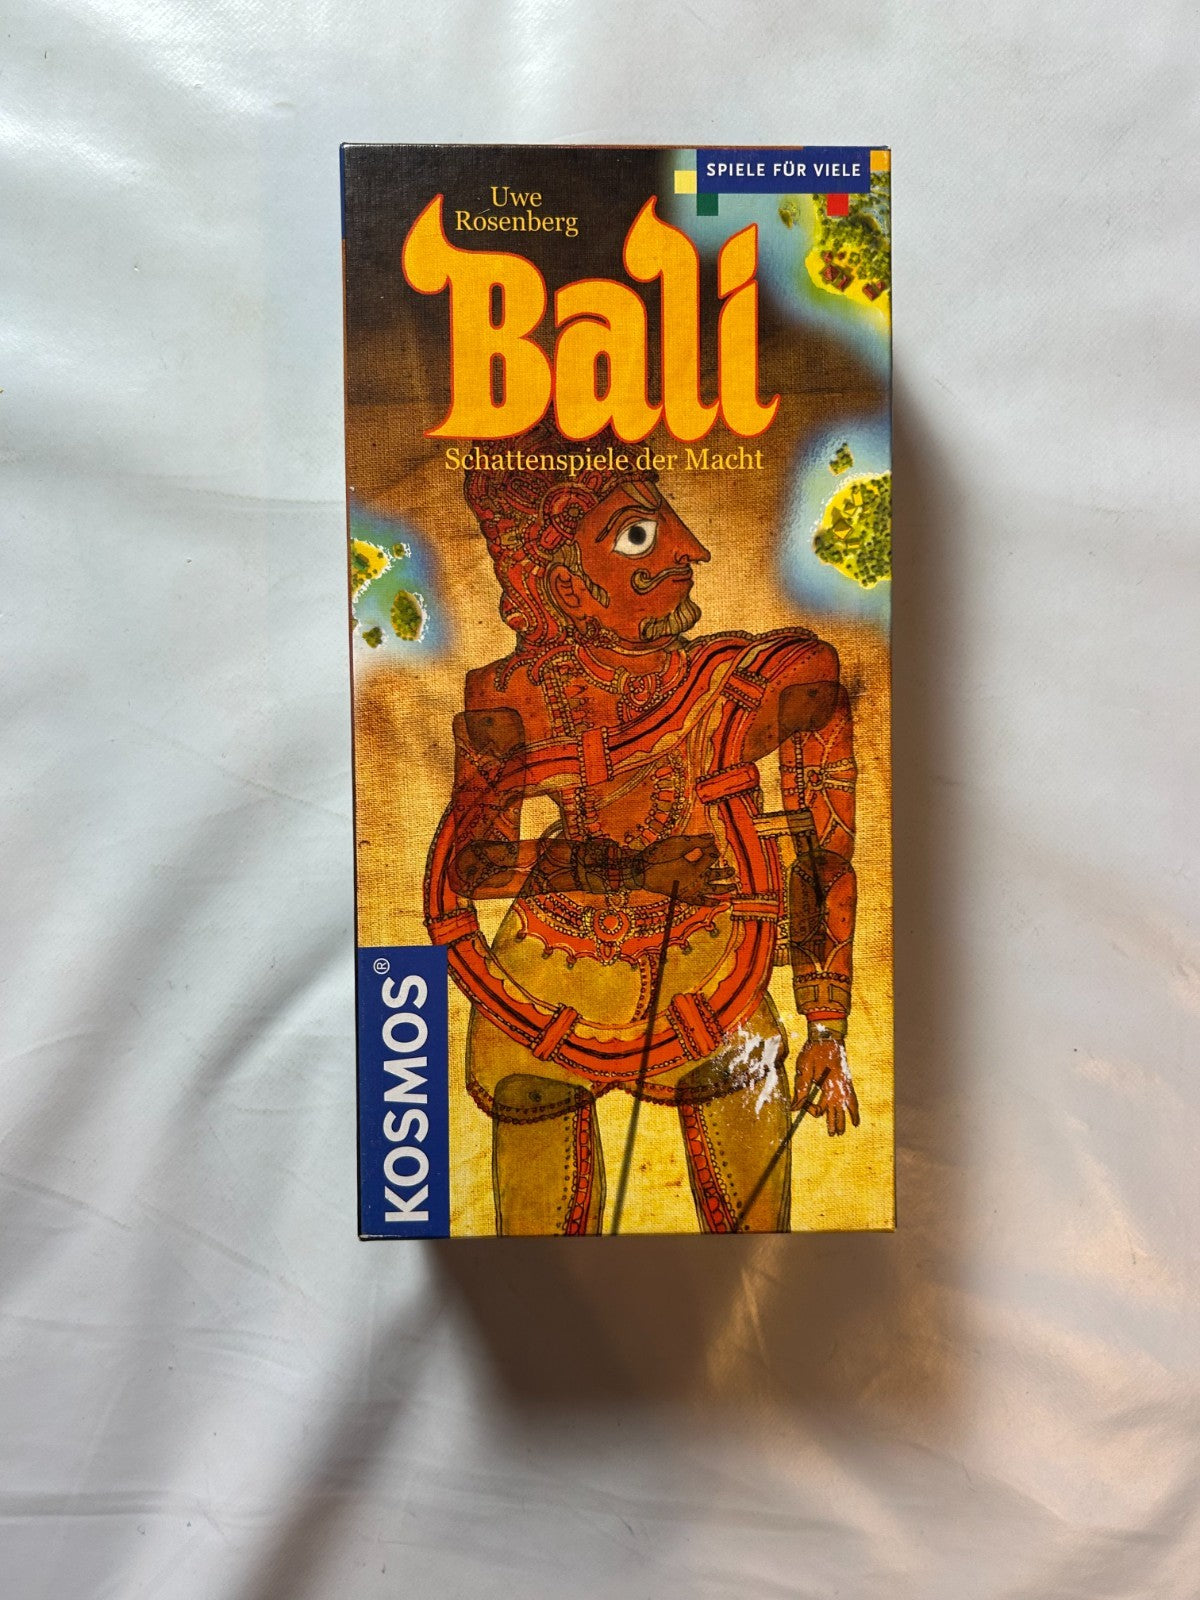 SPIELE FÜR VIELE
Uwe
Rosenberg
Bali
Schattenspiele der Macht
KOSMOS®